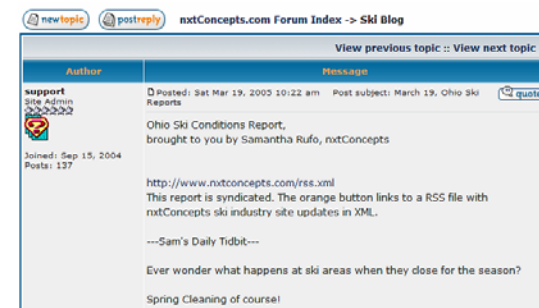 newtopic postreply nxtConcepts.com Forum Index -> Ski Blog
View previous topic :: View next topic
Author Message
support Posted: Sat Mar 19, 2005 10:22 am Post subject: March 19, Ohio Ski quote
Site Admin Reports
Joined: Sep 15, 2004
Posts: 137
Ohio Ski Conditions Report,
brought to you by Samantha Rufo, nxtConcepts
http://www.nxtconcepts.com/rss.xml
This report is syndicated. The orange button links to a RSS file with
nxtConcepts ski industry site updates in XML.
---Sam's Daily Tidbit---
Ever wonder what happens at ski areas when they close for the season?
Spring Cleaning of course!